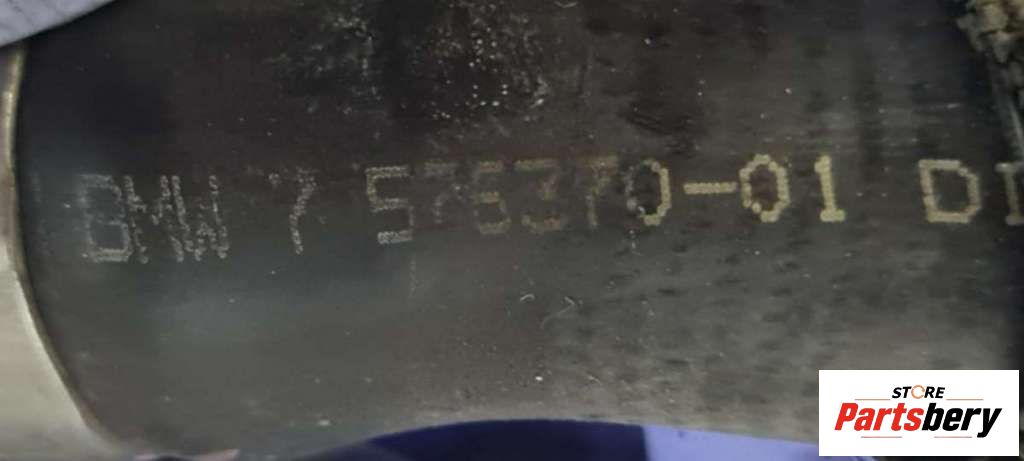 BMW 7 576370-01 D
STORE
Partsbery